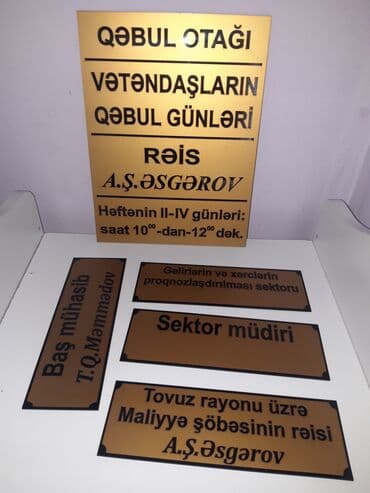 QƏBUL OTAĞI
VƏTƏNDAŞLARIN
QƏBUL GÜNLƏRİ
RƏİS
A.Ş.ƏSGƏROV
Həftənin II-IV günləri:
saat 10⁰⁰-dan-12⁰⁰ dək.
Baş mühasib
T.Q.Məmmədov
Gəlirlərin və xərclərin
proqnozlaşdırılması sektoru
Sektor müdiri
Tovuz rayonu üzrə
Maliyyə şöbəsinin rəisi
A.Ş.Əsgərov